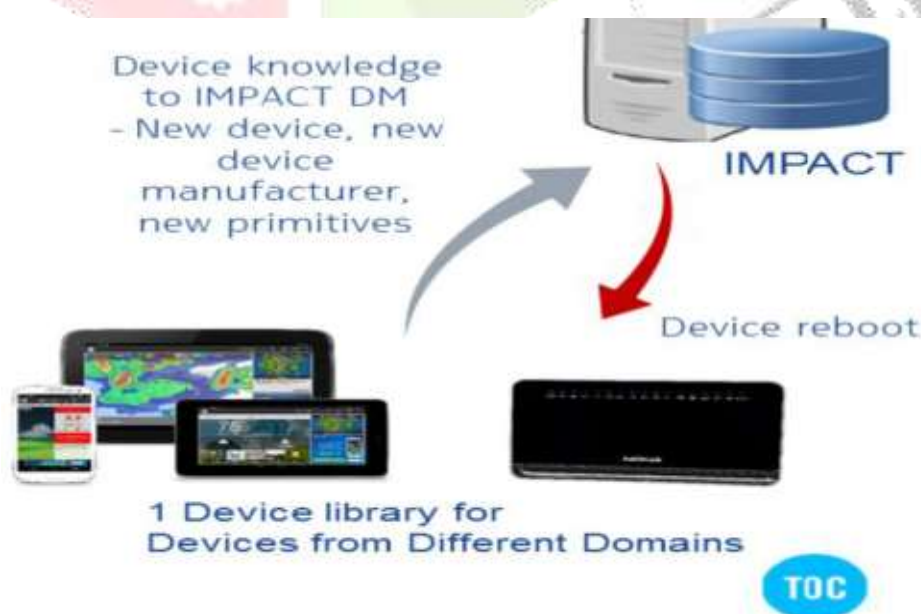 Device knowledge
to IMPACT DM
- New device, new
device
manufacturer,
new primitives
IMPACT
Device reboot
1 Device library for
Devices from Different Domains
TOC